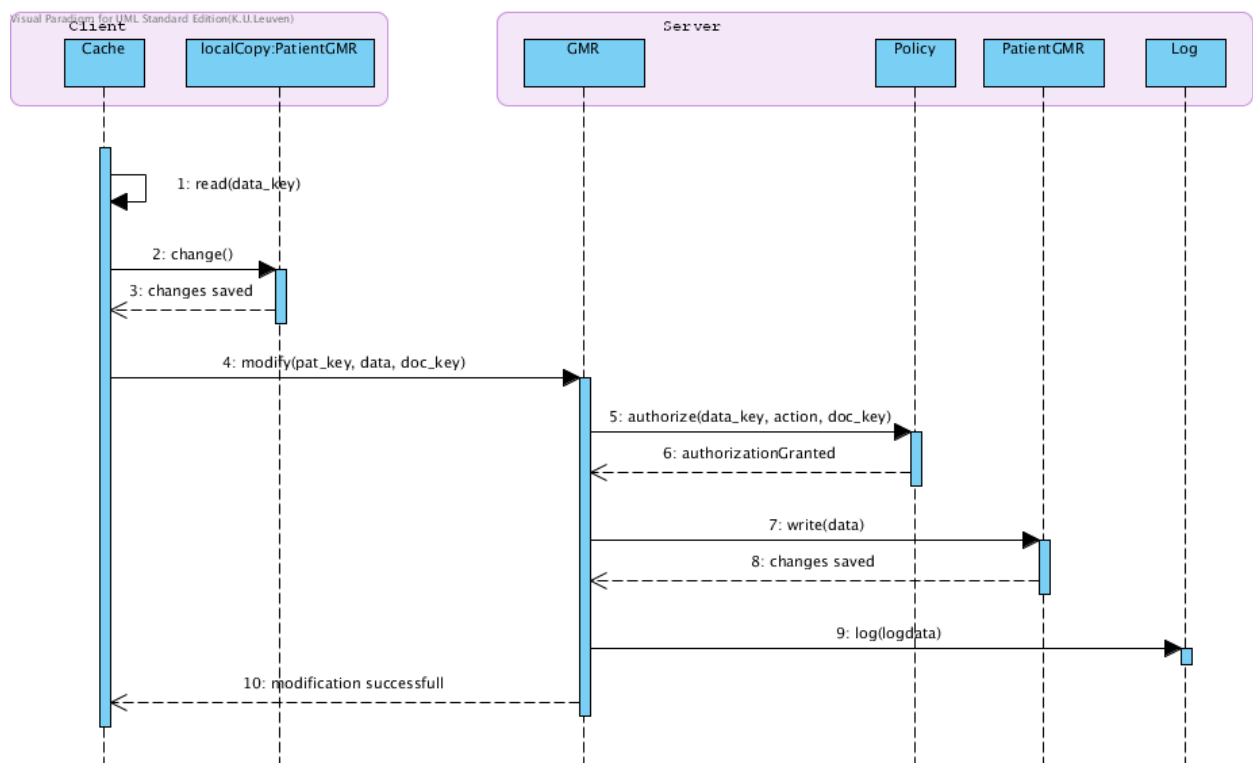 Visual Paradigm for UML Standard Edition(K.U.Leuven)
Client
Server
Cache
localCopy:PatientGMR
GMR
Policy
PatientGMR
Log
1: read(data_key)
2: change()
3: changes saved
4: modify(pat_key, data, doc_key)
5: authorize(data_key, action, doc_key)
6: authorizationGranted
7: write(data)
8: changes saved
9: log(logdata)
10: modification successfull